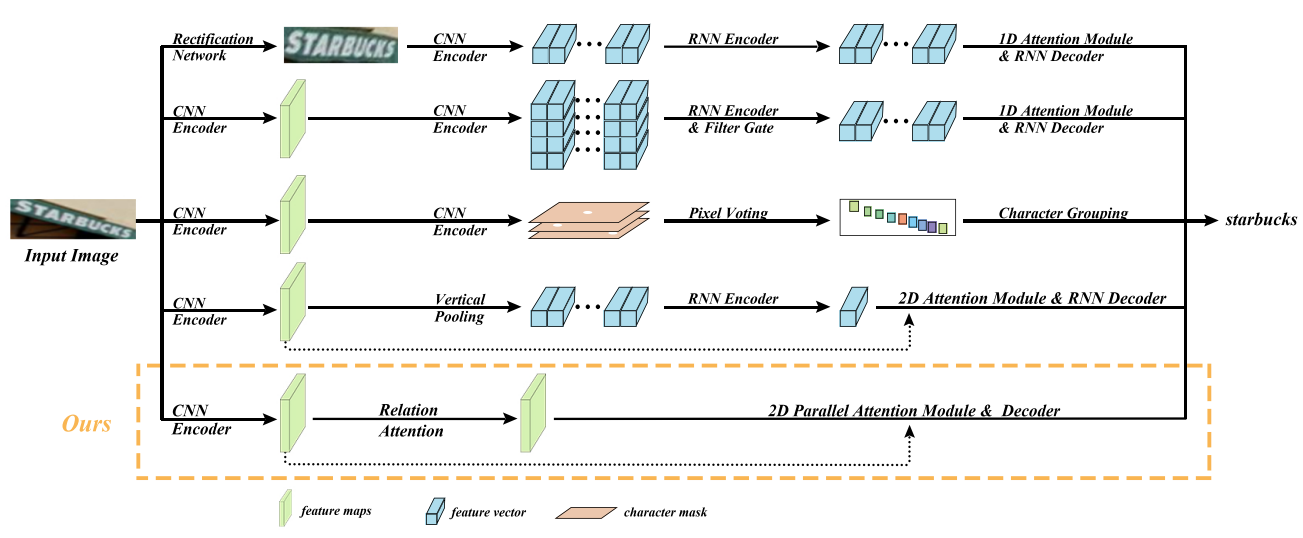 Rectification
Network
STARBUCKS
CNN
Encoder
RNN Encoder
1D Attention Module
& RNN Decoder
CNN
Encoder
CNN
Encoder
RNN Encoder
& Filter Gate
1D Attention Module
& RNN Decoder
STARBUCKS
Input Image
CNN
Encoder
CNN
Encoder
Pixel Voting
Character Grouping
starbucks
CNN
Encoder
Vertical
Pooling
RNN Encoder
2D Attention Module & RNN Decoder
Ours
CNN
Encoder
Relation
Attention
2D Parallel Attention Module & Decoder
feature maps
feature vector
character mask